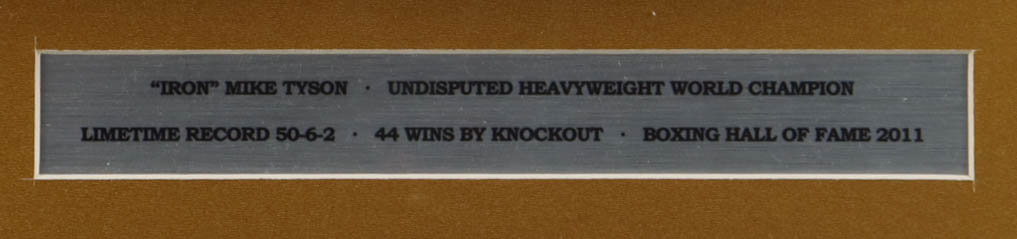 “IRON” MIKE TYSON · UNDISPUTED HEAVYWEIGHT WORLD CHAMPION
LIMETIME RECORD 50-6-2 · 44 WINS BY KNOCKOUT · BOXING HALL OF FAME 2011